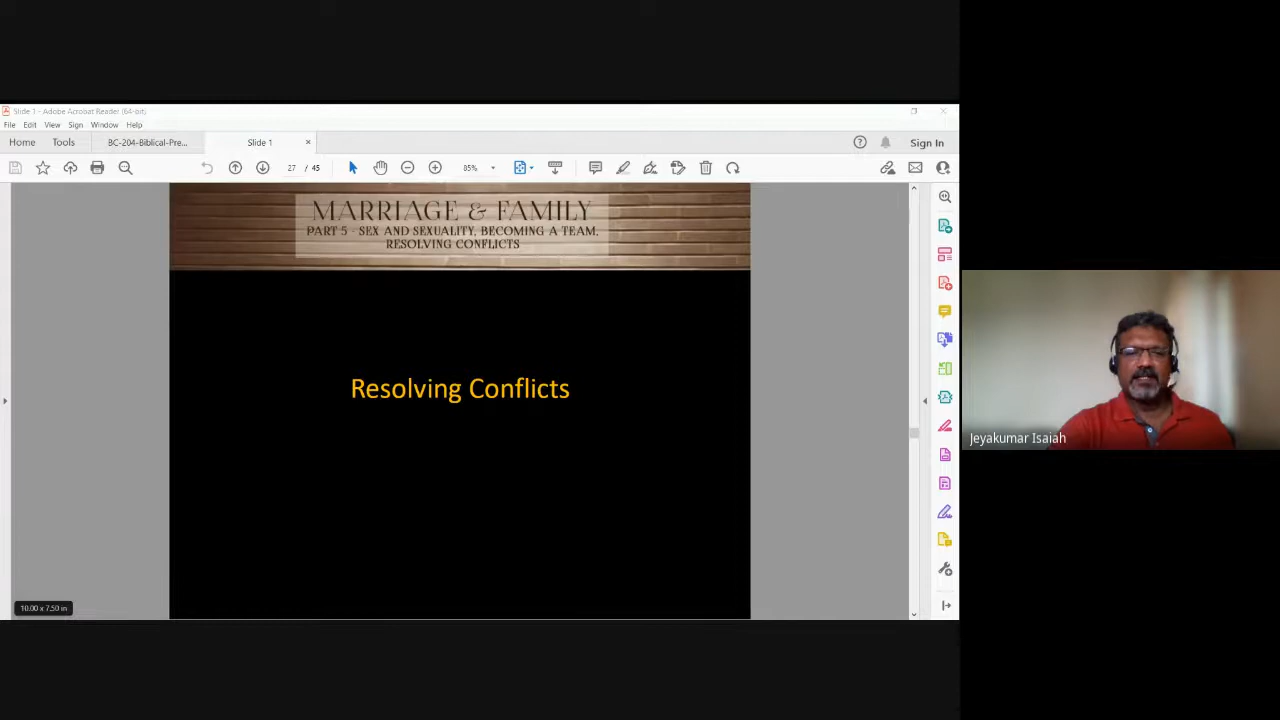 Slide 1 - Adobe Acrobat Reader (64-bit)
File Edit View Sign Window Help
Home Tools BC-204-Biblical-Pre... Slide 1 × Sign In
27 / 45 85%
MARRIAGE & FAMILY
PART 5 - SEX AND SEXUALITY, BECOMING A TEAM,
RESOLVING CONFLICTS
Resolving Conflicts
Jeyakumar Isaiah
10.00 x 7.50 in